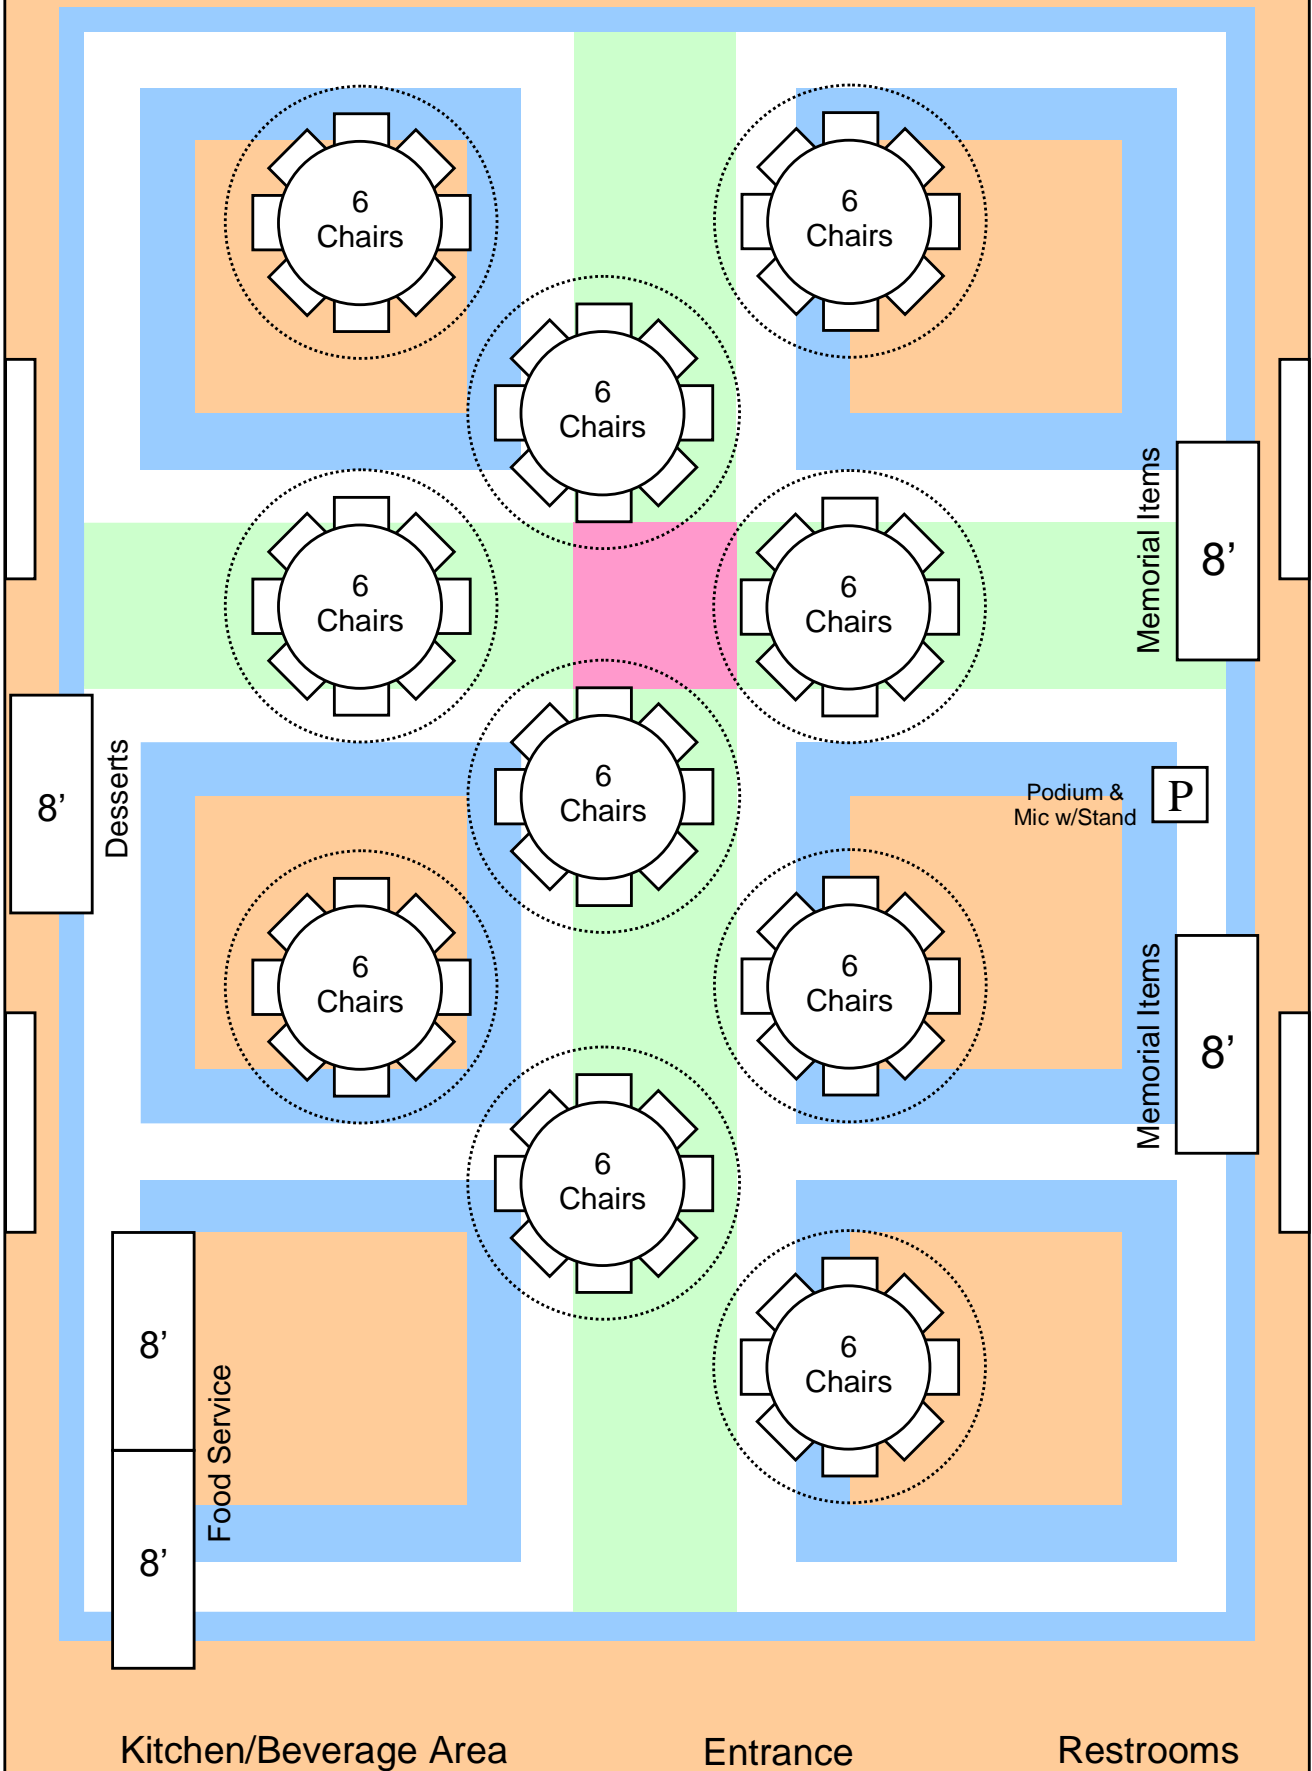 6
Chairs
6
Chairs
6
Chairs
Memorial Items
8’
6
Chairs
6
Chairs
8’
Desserts
6
Chairs
Podium &
Mic w/Stand
P
6
Chairs
6
Chairs
Memorial Items
8’
6
Chairs
8’
Food Service
8’
6
Chairs
Kitchen/Beverage Area
Entrance
Restrooms